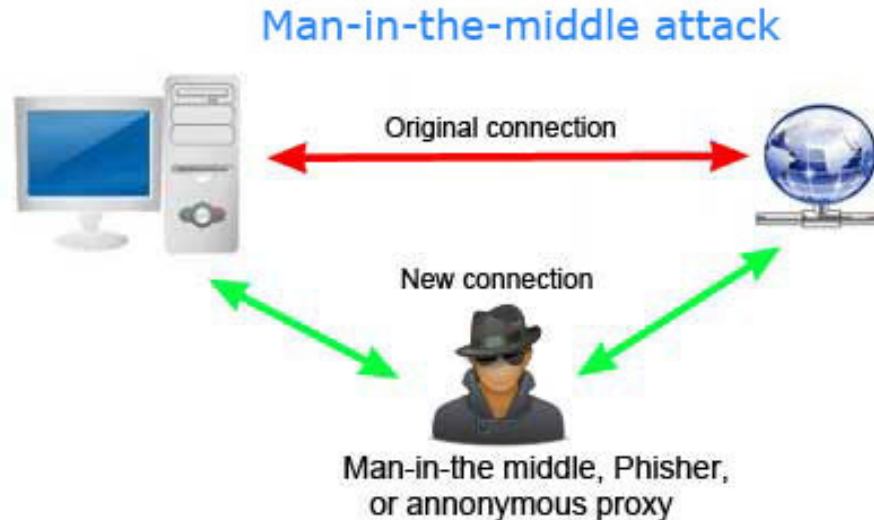 Man-in-the-middle attack
Original connection
New connection
Man-in-the middle, Phisher,
or annonymous proxy